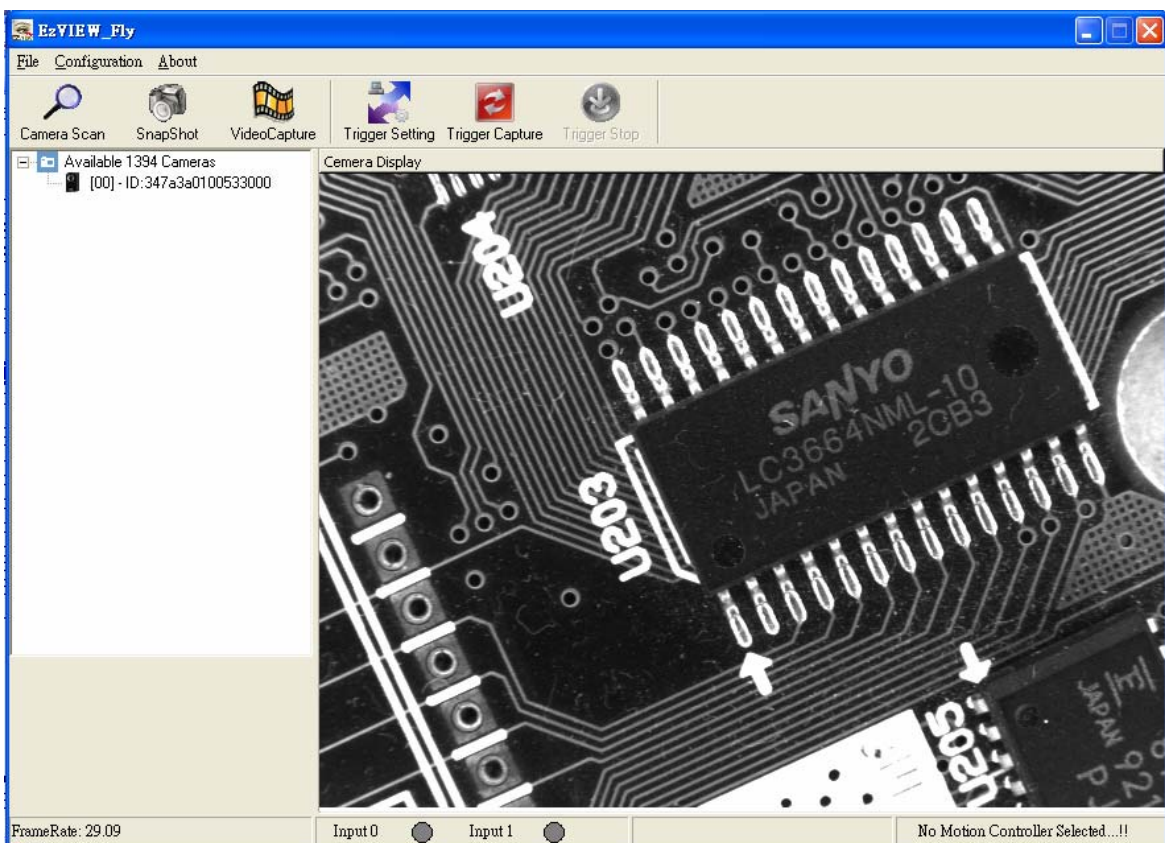 EzVIEW_Fly
File Configuration About
Camera Scan SnapShot VideoCapture Trigger Setting Trigger Capture Trigger Stop
Available 1394 Cameras
[00] - ID:347a3a0100533000
Cemera Display
U204
SANYO
LC3664NML-10
JAPAN 2CB3
U203
U205
JAPAN
FrameRate: 29.09 Input 0 Input 1 No Motion Controller Selected...!!